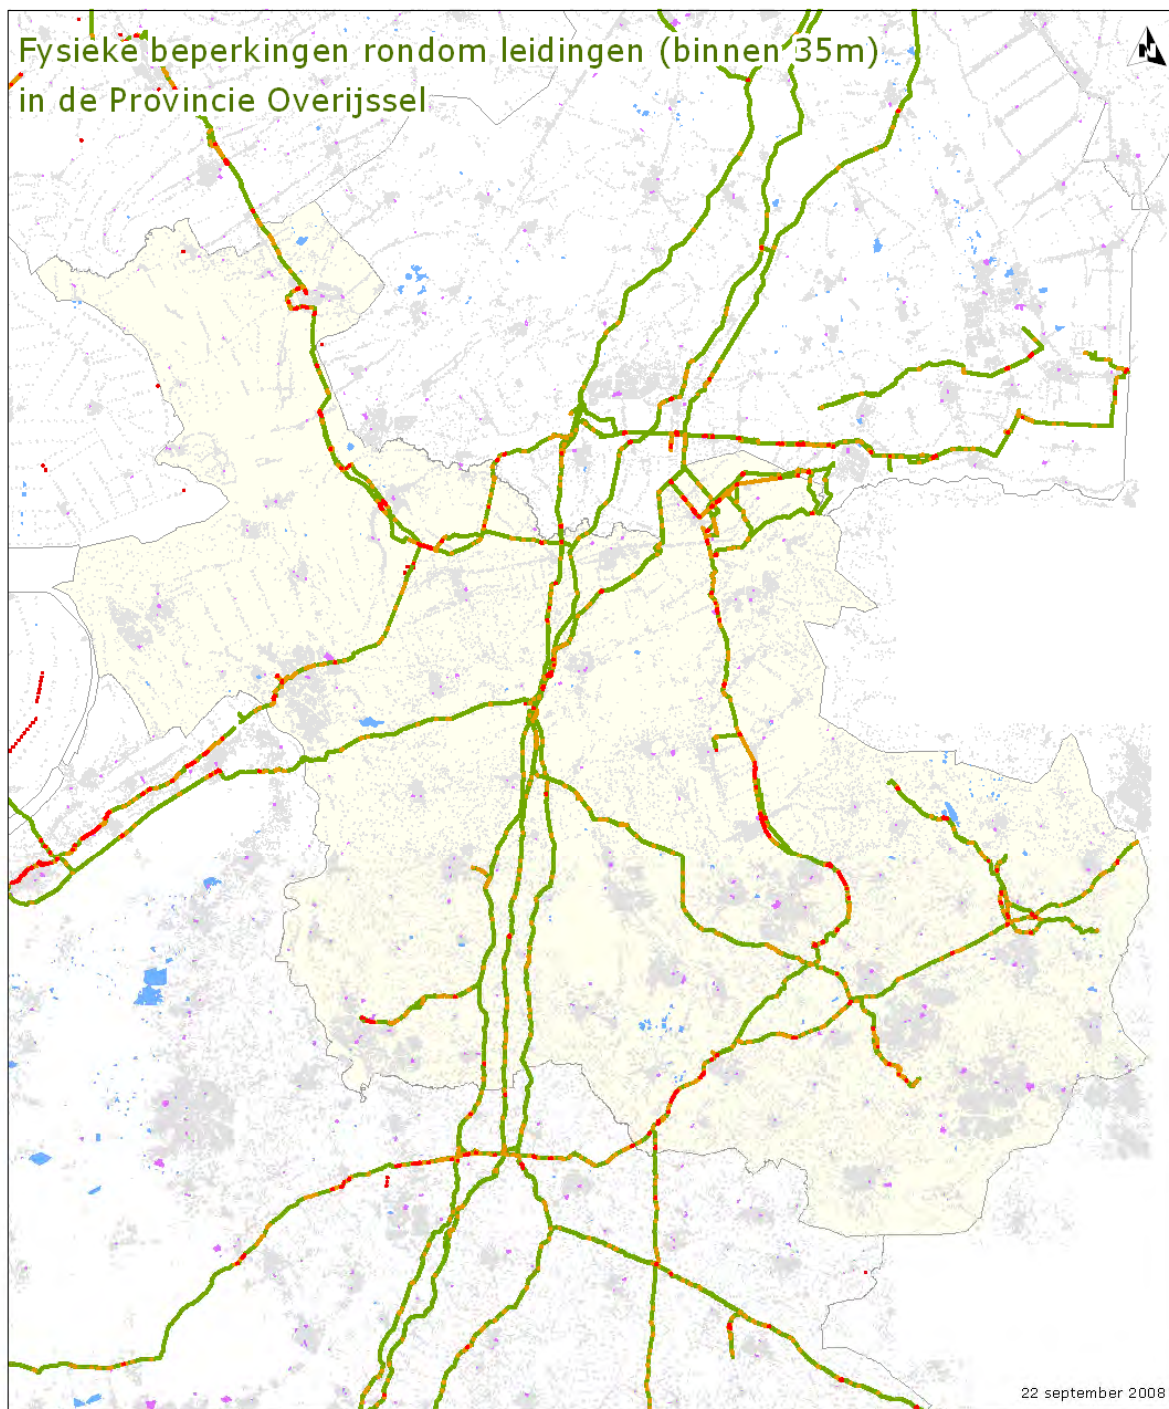 Fysieke beperkingen rondom leidingen (binnen 35m)
in de Provincie Overijssel
N
22 september 2008